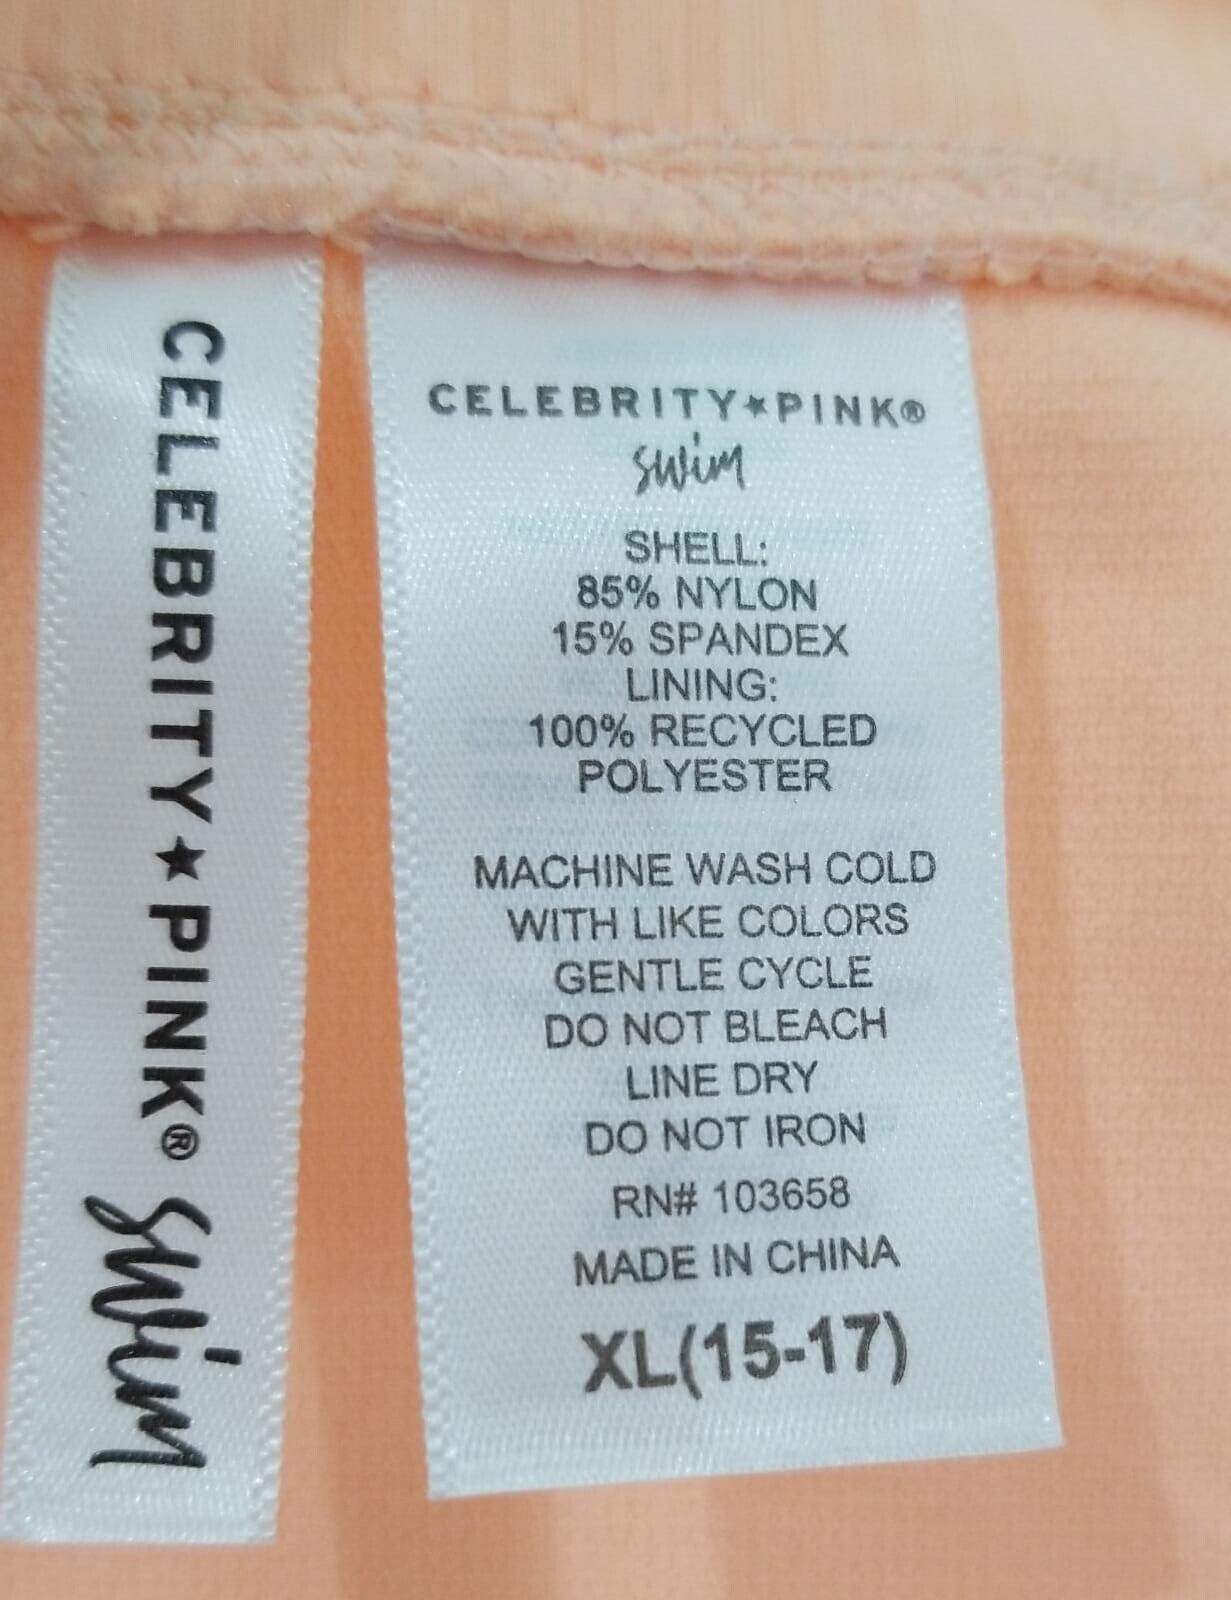 CELEBRITY★PINK® swim
CELEBRITY★PINK®
swim
SHELL:
85% NYLON
15% SPANDEX
LINING:
100% RECYCLED
POLYESTER
MACHINE WASH COLD
WITH LIKE COLORS
GENTLE CYCLE
DO NOT BLEACH
LINE DRY
DO NOT IRON
RN# 103658
MADE IN CHINA
XL(15-17)